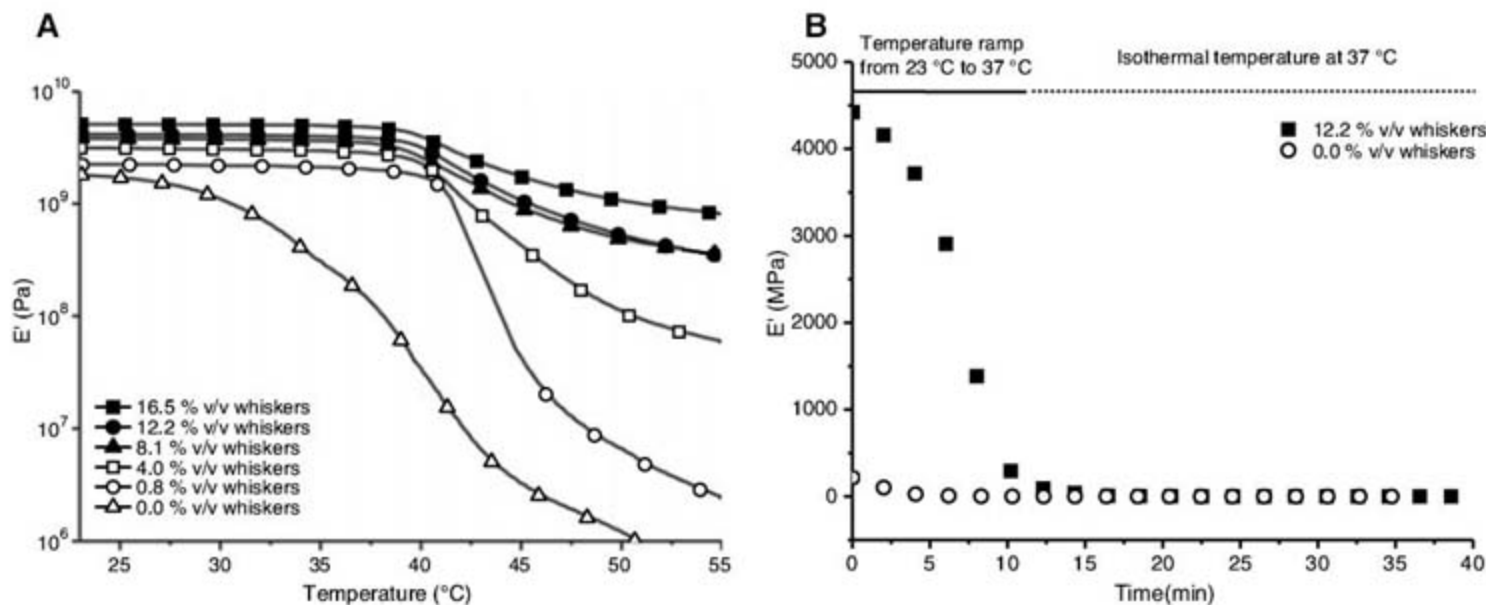 A
10¹⁰
10⁹
10⁸
10⁷
10⁶
E' (Pa)
16.5 % v/v whiskers
12.2 % v/v whiskers
8.1 % v/v whiskers
4.0 % v/v whiskers
0.8 % v/v whiskers
0.0 % v/v whiskers
25 30 35 40 45 50 55
Temperature (°C)
B
Temperature ramp
from 23 °C to 37 °C
Isothermal temperature at 37 °C
5000
4000
3000
2000
1000
0
E' (MPa)
12.2 % v/v whiskers
0.0 % v/v whiskers
0 5 10 15 20 25 30 35 40
Time(min)